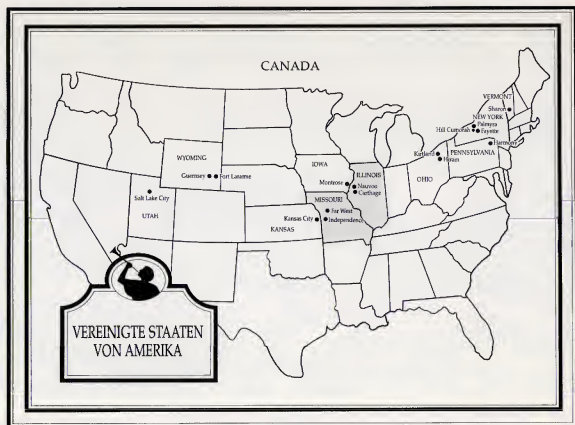 CANADA
VERMONT
Sharon
NEW YORK
Palmyra
Hill Cumorah
Fayette
Harmony
PENNSYLVANIA
Kirtland
Hiram
OHIO
WYOMING
Guernsey
Fort Laramie
IOWA
ILLINOIS
Montrose
Nauvoo
Carthage
MISSOURI
Far West
Kansas City
Independence
KANSAS
Salt Lake City
UTAH
VEREINIGTE STAATEN
VON AMERIKA